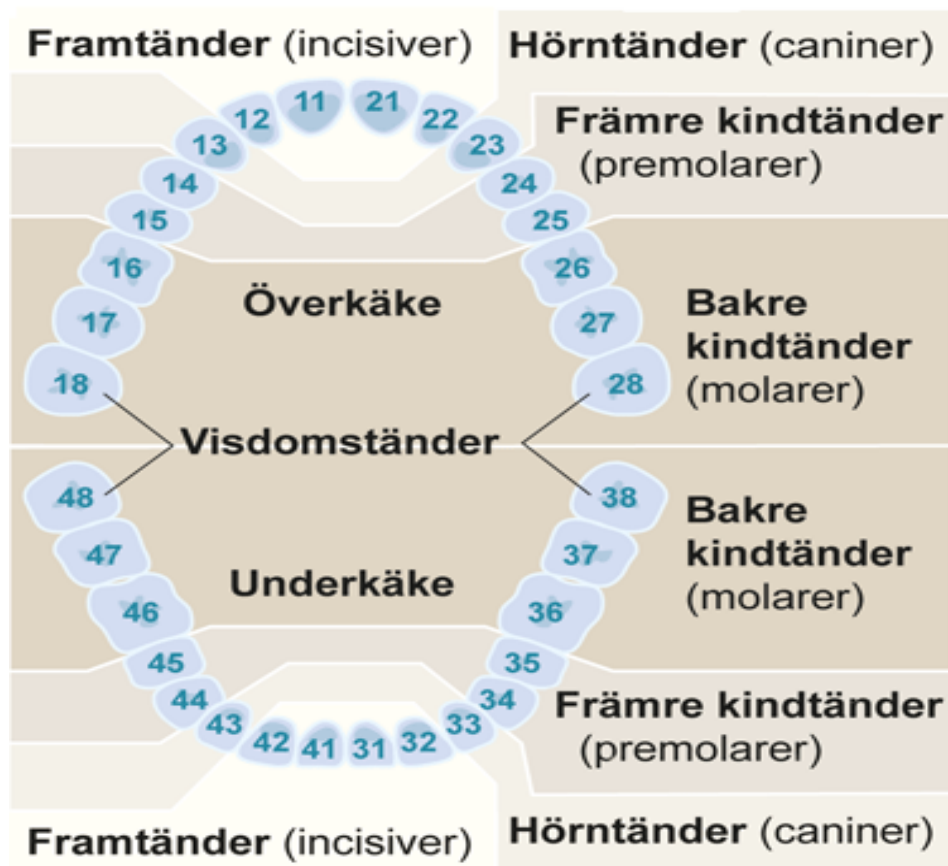 Framtänder (incisiver)
Hörntänder (caniner)
11 21
12 22
13 23
Främre kindtänder
(premolarer)
14 24
15 25
16 26
Överkäke
Bakre
kindtänder
(molarer)
17 27
18 28
Visdomständer
48 38
Bakre
kindtänder
(molarer)
47 37
Underkäke
46 36
45 35
44 34
Främre kindtänder
(premolarer)
43 33
42 41 31 32
Framtänder (incisiver)
Hörntänder (caniner)